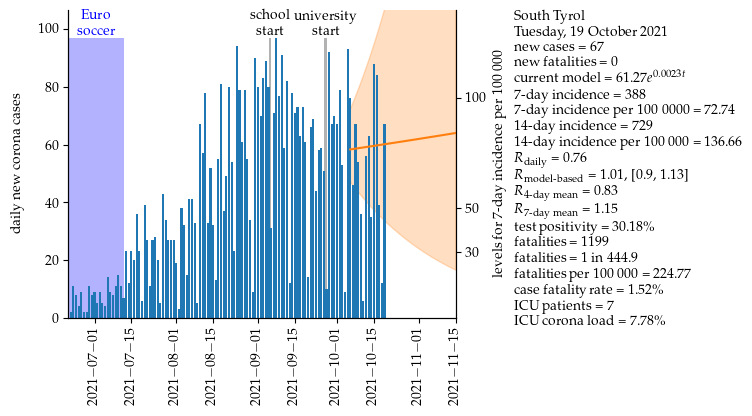 Euro
soccer
school
start
university
start
daily new corona cases
100
80
60
40
20
0
levels for 7-day incidence per 100 000
100
50
30
2021−07−01
2021−07−15
2021−08−01
2021−08−15
2021−09−01
2021−09−15
2021−10−01
2021−10−15
2021−11−01
2021−11−15
South Tyrol
Tuesday, 19 October 2021
new cases = 67
new fatalities = 0
current model = 61.27e^0.0023t
7-day incidence = 388
7-day incidence per 100 0000 = 72.74
14-day incidence = 729
14-day incidence per 100 000 = 136.66
R_daily = 0.76
R_model-based = 1.01, [0.9, 1.13]
R_4-day mean = 0.83
R_7-day mean = 1.15
test positivity = 30.18%
fatalities = 1199
fatalities = 1 in 444.9
fatalities per 100 000 = 224.77
case fatality rate = 1.52%
ICU patients = 7
ICU corona load = 7.78%